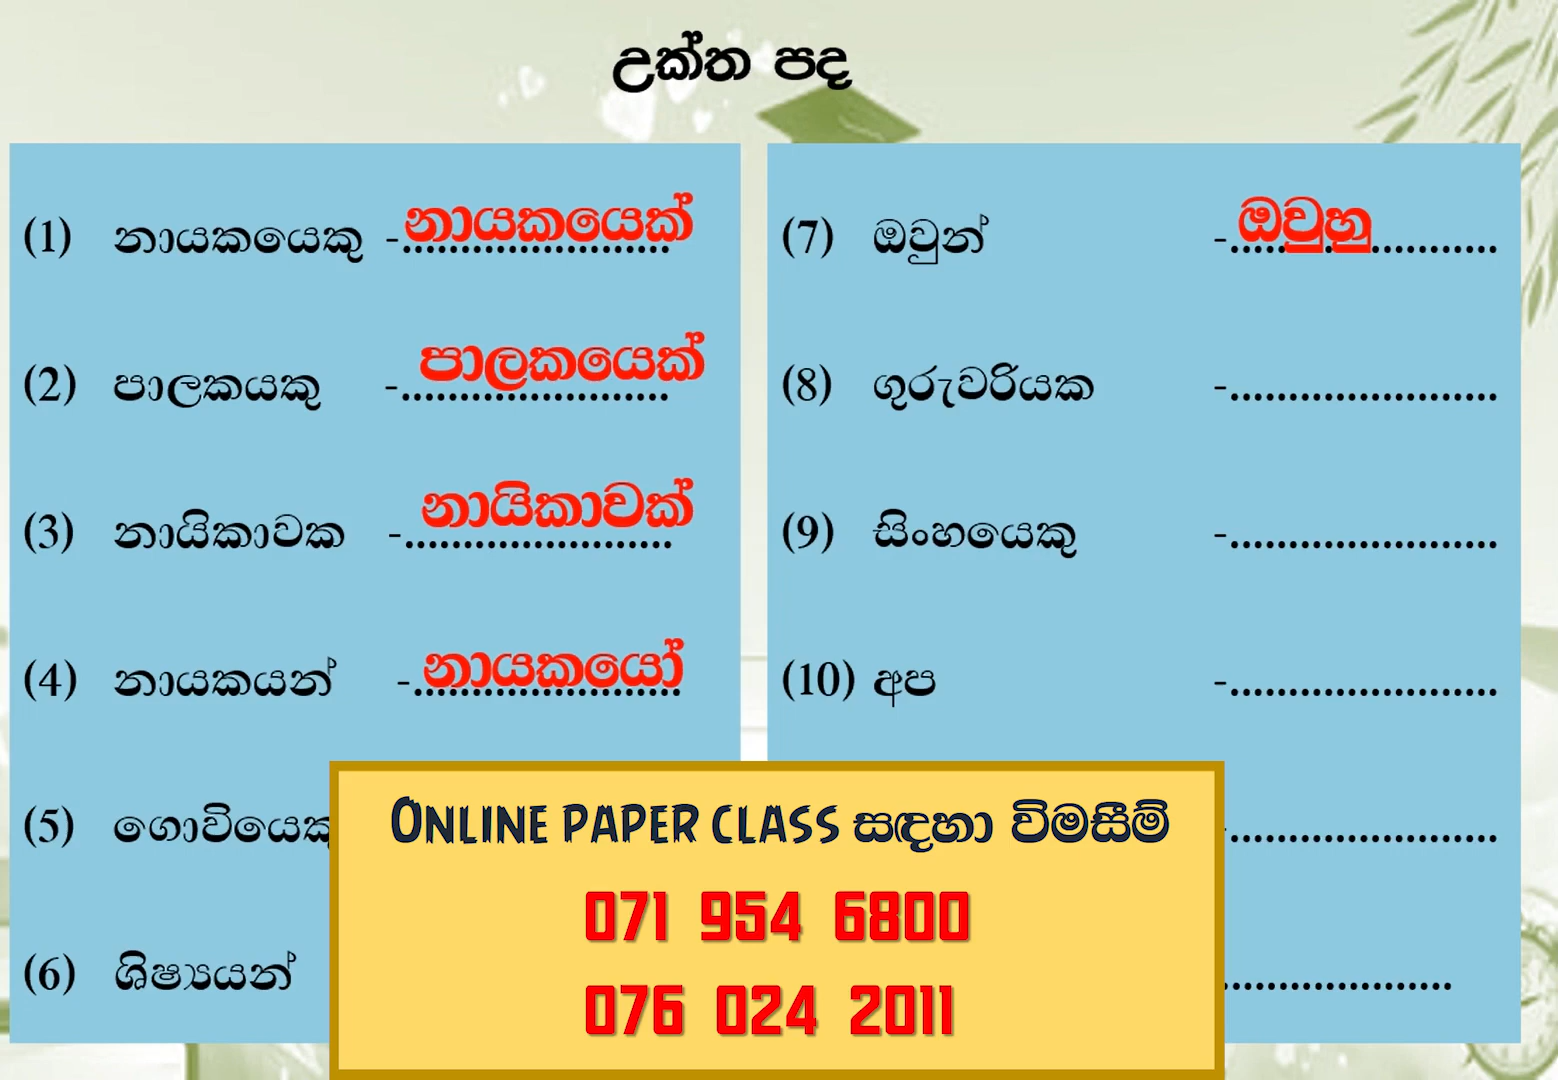 උක්ත පද
(1) නායකයෙකු -නායකයෙක්.......................
(2) පාලකයකු -පාලකයෙක්.......................
(3) නායිකාවක -නායිකාවක්.......................
(4) නායකයන් -නායකයෝ.......................
(5) ගොවියෙක
(6) ශිෂ්‍යයන්
(7) ඔවුන් -ඔවුහු.......................
(8) ගුරුවරියක -.......................
(9) සිංහයෙකු -.......................
(10) අප -.......................
ONLINE PAPER CLASS සඳහා විමසීම්
071 954 6800
076 024 2011